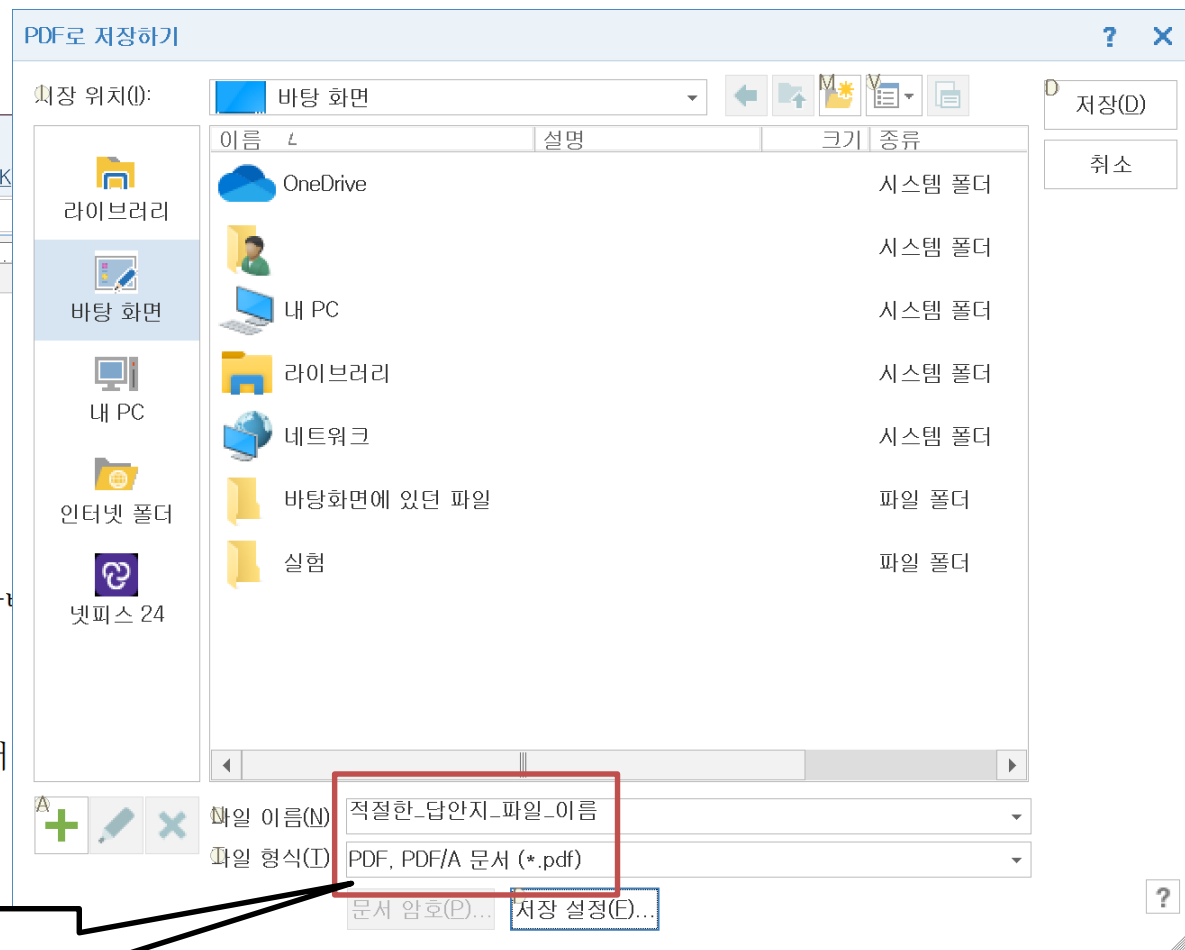 PDF로 저장하기
저장 위치(I):
바탕 화면
M
V
D
저장(D)
취소
이름
설명
크기
종류
K
라이브러리
바탕 화면
내 PC
인터넷 폴더
넷피스 24
OneDrive
시스템 폴더
시스템 폴더
내 PC
시스템 폴더
라이브러리
시스템 폴더
네트워크
시스템 폴더
바탕화면에 있던 파일
파일 폴더
실험
파일 폴더
A
파일 이름(N)
적절한_답안지_파일_이름
파일 형식(T)
PDF, PDF/A 문서 (*.pdf)
문서 암호(P)...
저장 설정(F)...